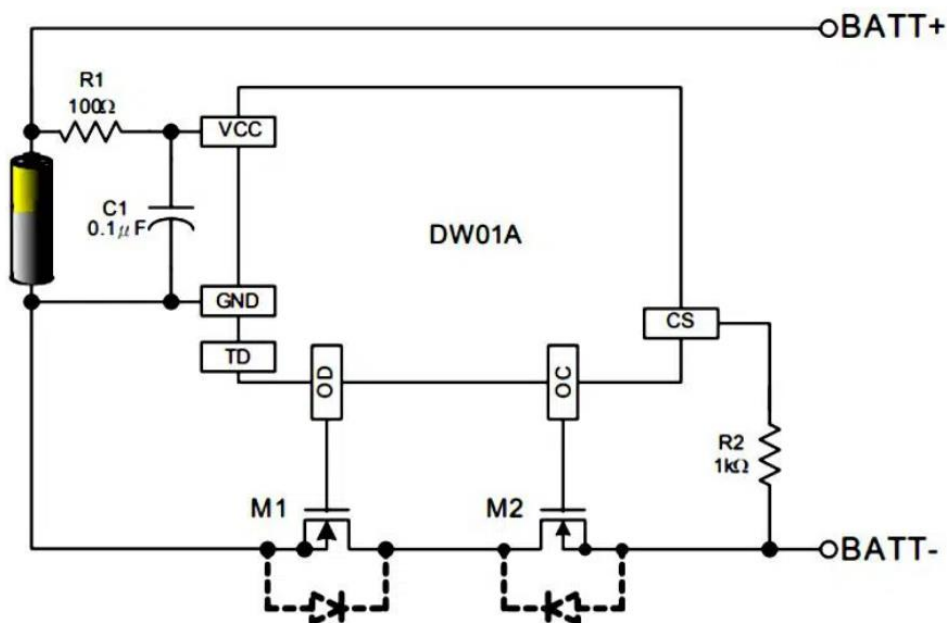 BATT+
R1
100Ω
VCC
C1
0.1μF
DW01A
GND
CS
TD
OD
OC
R2
1kΩ
M1
M2
BATT-